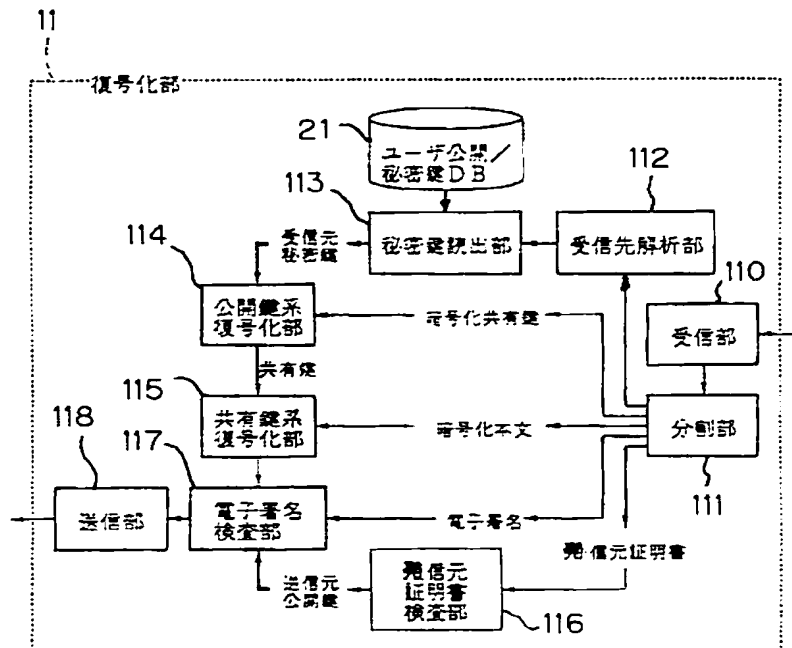 11
復号化部
21
ユーザ公開/
秘密鍵DB
112
113
受信元
秘密鍵
秘密鍵読出部
受信先解析部
114
110
公開鍵系
復号化部
暗号化共有鍵
受信部
共有鍵
115
共有鍵系
復号化部
暗号化本文
分割部
118
117
111
送信部
電子署名
検査部
電子署名
発信元証明書
送信元
公開鍵
発信元
証明書
検査部
116